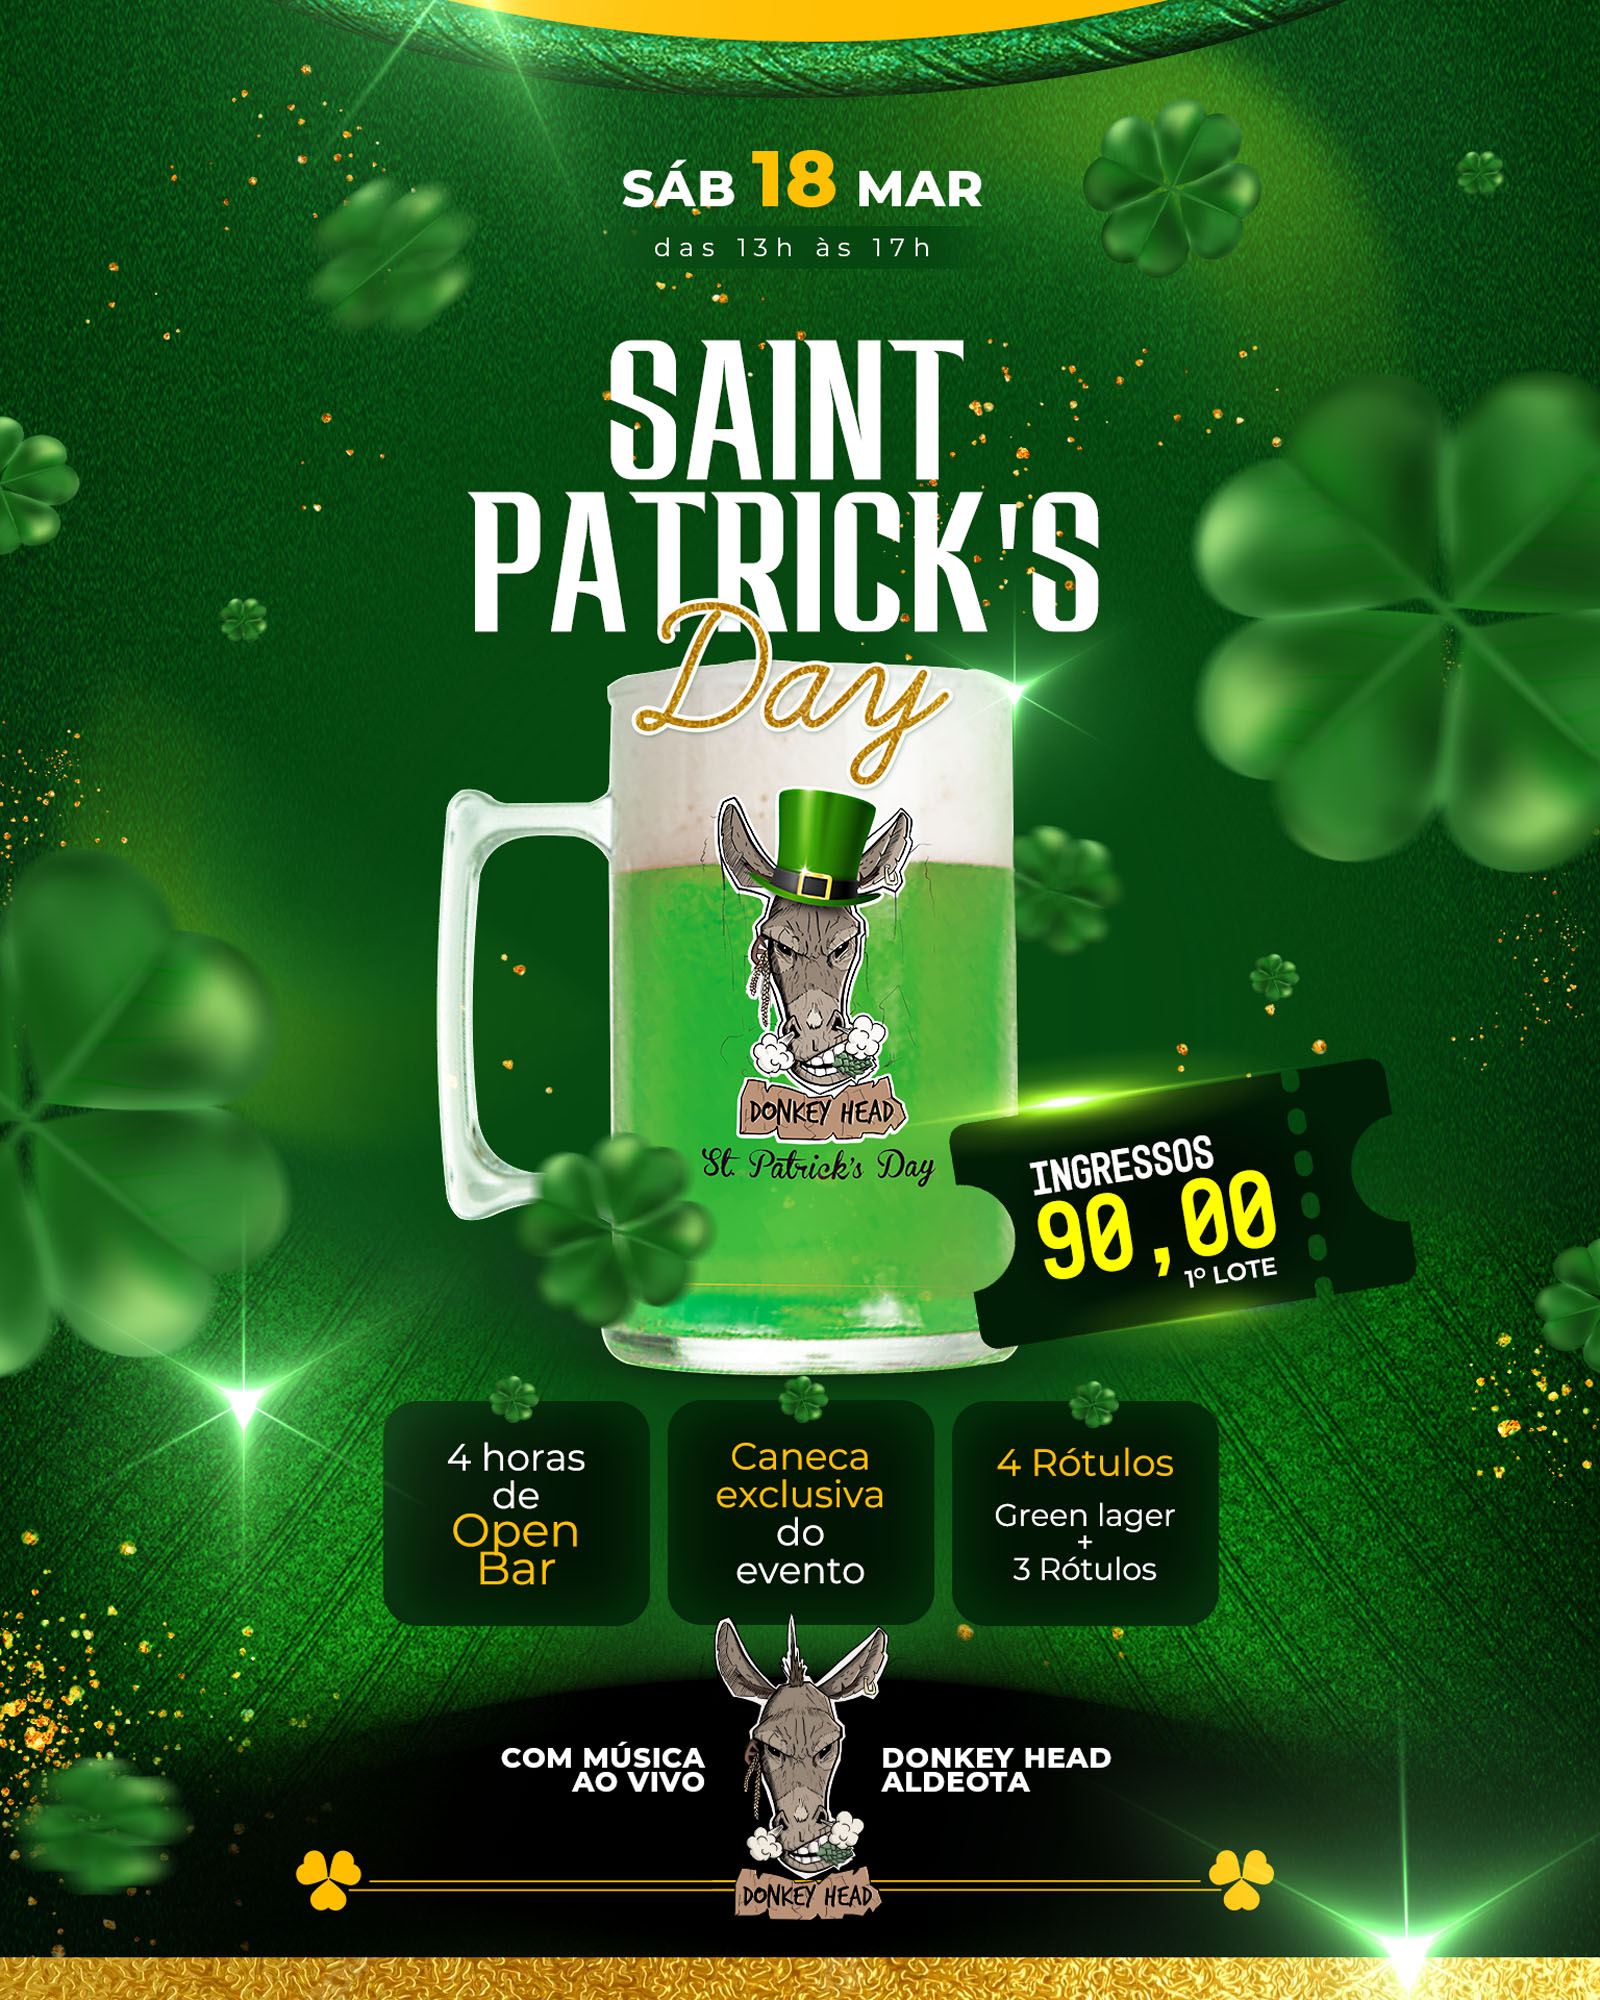 SÁB 18 MAR
das 13h às 17h
SAINT
PATRICK'S
Day
DONKEY HEAD
St. Patrick's Day
INGRESSOS
90,00
1º LOTE
4 horas
de
Open
Bar
Caneca
exclusiva
do
evento
4 Rótulos
Green lager
+
3 Rótulos
COM MÚSICA
AO VIVO
DONKEY HEAD
ALDEOTA
DONKEY HEAD